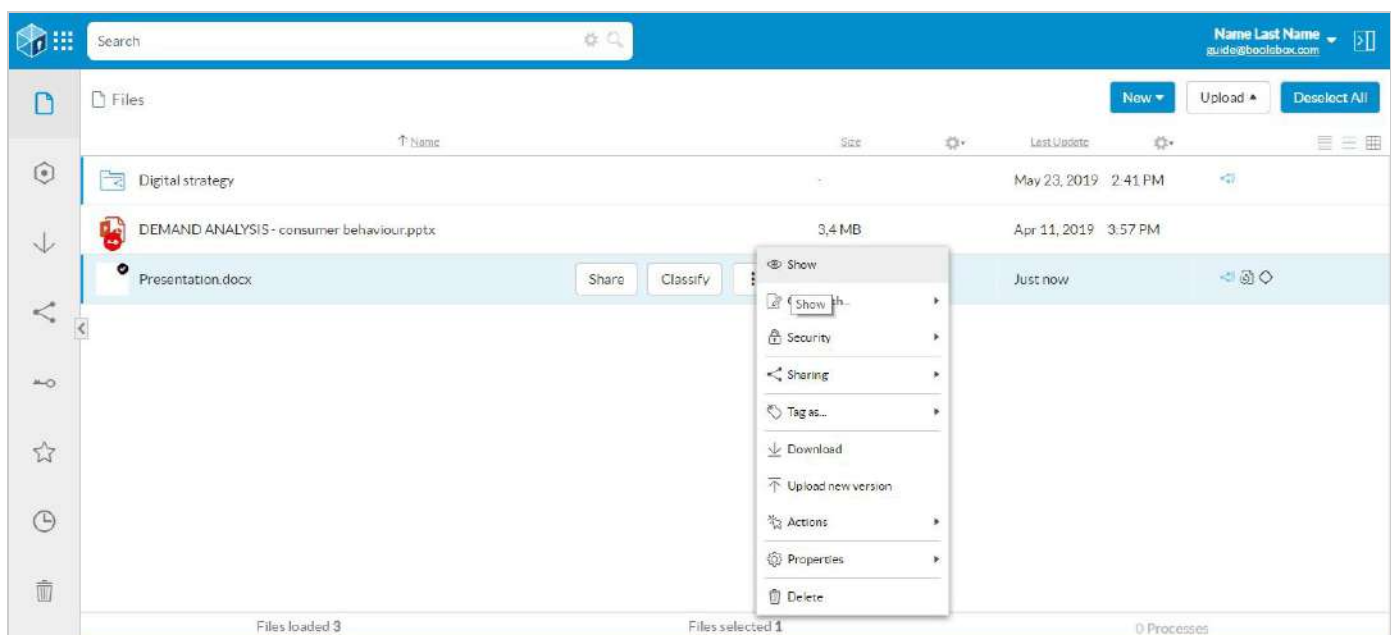 Search
Name Last Name
guide@boolebox.com
Files
New
Upload
Deselect All
Name
Size
Last Update
Digital strategy
-
May 23, 2019 2:41 PM
DEMAND ANALYSIS - consumer behaviour.pptx
3,4 MB
Apr 11, 2019 3:57 PM
Presentation.docx
Share
Classify
Just now
Show
Show
Security
Sharing
Tag as...
Download
Upload new version
Actions
Properties
Delete
Files loaded 3
Files selected 1
0 Processes